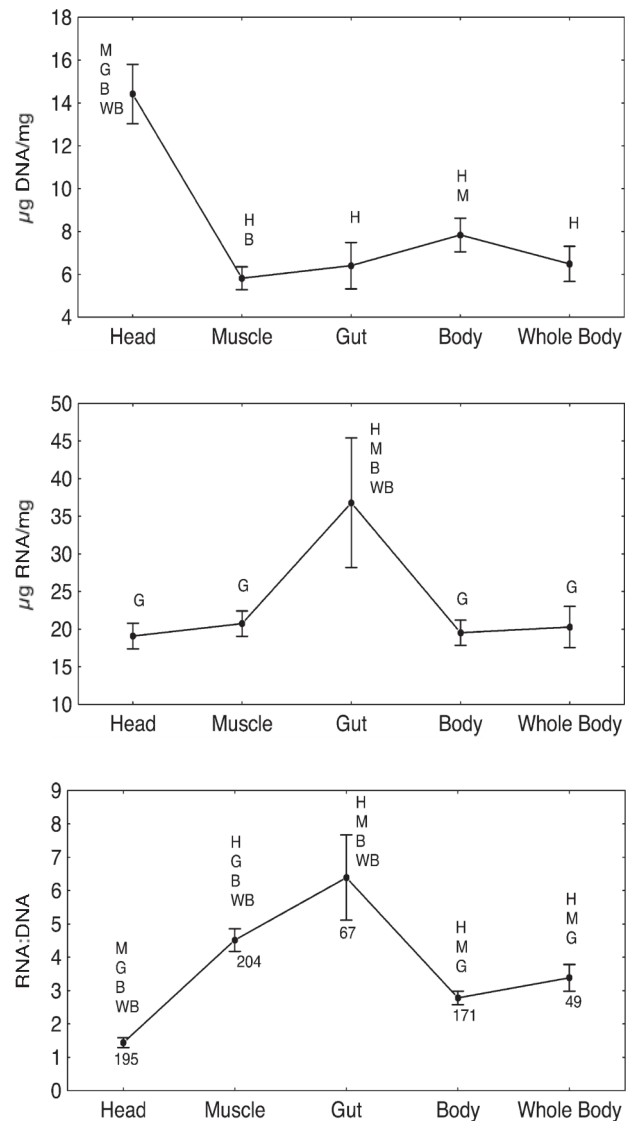 18
16
14
12
10
8
6
4
µg DNA/mg
M
G
B
WB
H
B
H
H
M
H
Head Muscle Gut Body Whole Body
50
45
40
35
30
25
20
15
10
µg RNA/mg
G
G
H
M
B
WB
G
G
Head Muscle Gut Body Whole Body
9
8
7
6
5
4
3
2
1
0
RNA:DNA
M
G
B
WB
195
H
G
B
WB
204
H
M
B
WB
67
H
M
G
171
H
M
G
49
Head Muscle Gut Body Whole Body